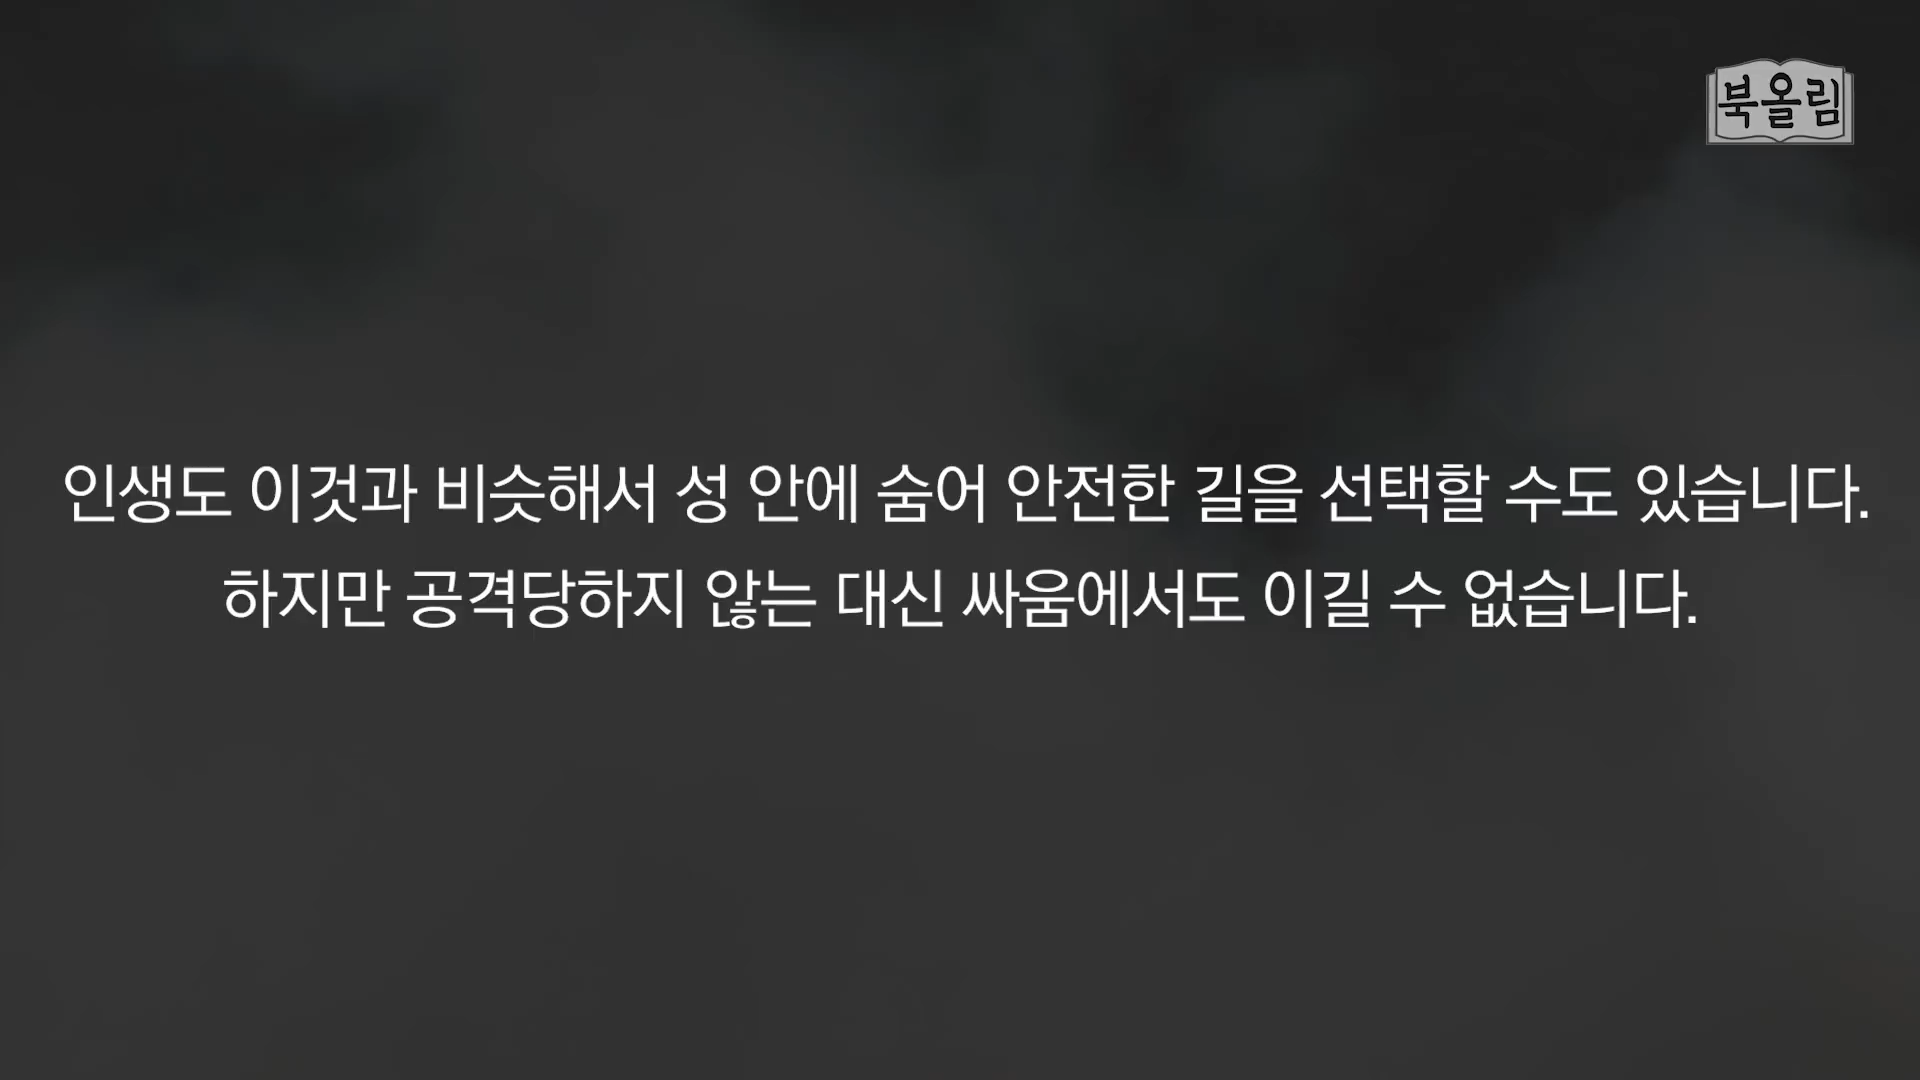 북올림
인생도 이것과 비슷해서 성 안에 숨어 안전한 길을 선택할 수도 있습니다.
하지만 공격당하지 않는 대신 싸움에서도 이길 수 없습니다.